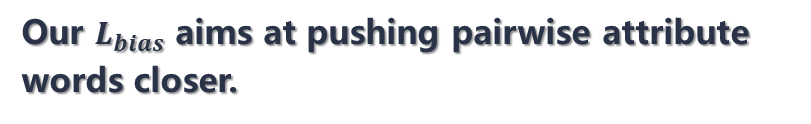 Our L_bias aims at pushing pairwise attribute
words closer.